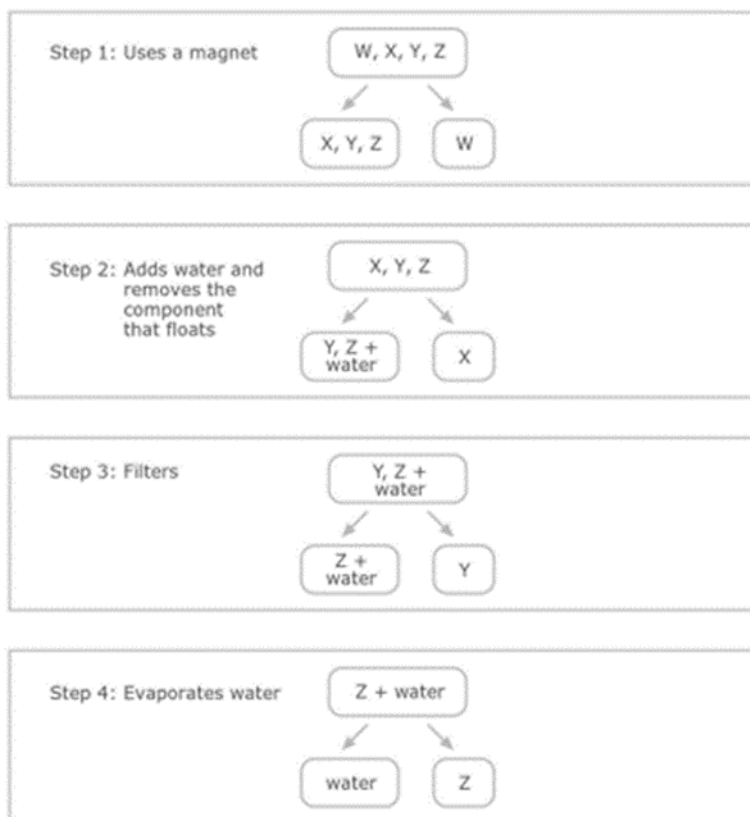 Step 1: Uses a magnet
W, X, Y, Z
X, Y, Z
W
Step 2: Adds water and
removes the
component
that floats
X, Y, Z
Y, Z +
water
X
Step 3: Filters
Y, Z +
water
Z +
water
Y
Step 4: Evaporates water
Z + water
water
Z